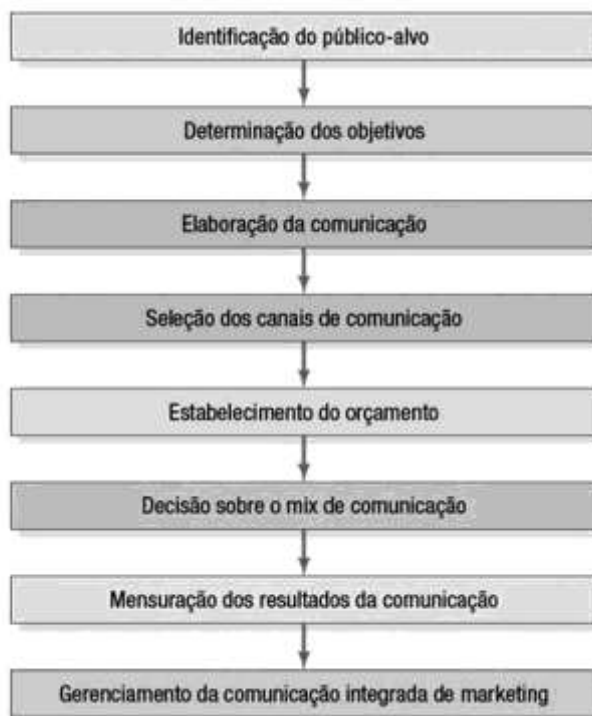 Identificação do público-alvo
Determinação dos objetivos
Elaboração da comunicação
Seleção dos canais de comunicação
Estabelecimento do orçamento
Decisão sobre o mix de comunicação
Mensuração dos resultados da comunicação
Gerenciamento da comunicação integrada de marketing